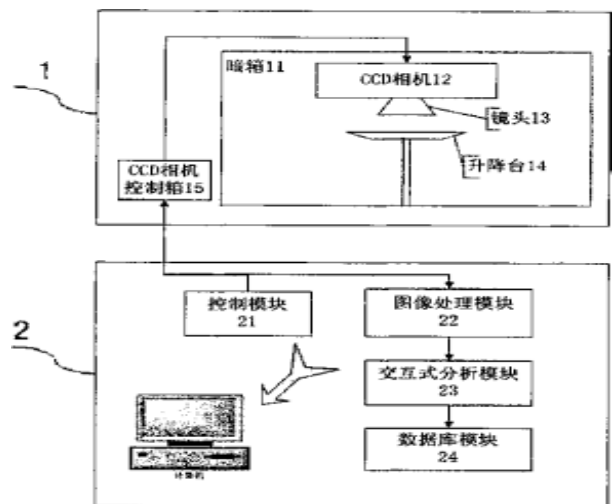 1
暗箱11
CCD相机12
镜头13
升降台14
CCD相机
控制箱15
2
控制模块
21
图像处理模块
22
交互式分析模块
23
数据库模块
24
计算机